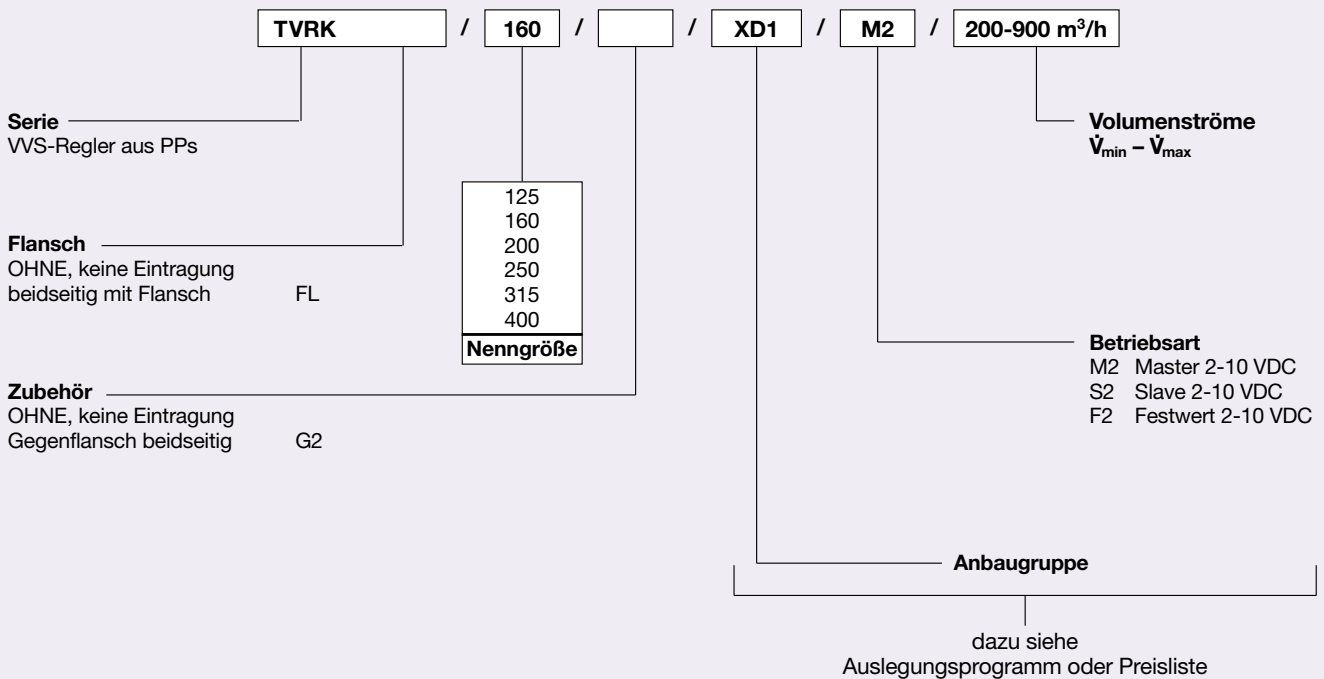 TVRK / 160 / / XD1 / M2 / 200-900 m³/h
Serie
VVS-Regler aus PPs
Volumenströme
V̇min – V̇max
125
160
200
250
315
400
Nenngröße
Flansch
OHNE, keine Eintragung
beidseitig mit Flansch FL
Betriebsart
M2 Master 2-10 VDC
S2 Slave 2-10 VDC
F2 Festwert 2-10 VDC
Zubehör
OHNE, keine Eintragung
Gegenflansch beidseitig G2
Anbaugruppe
dazu siehe
Auslegungsprogramm oder Preisliste